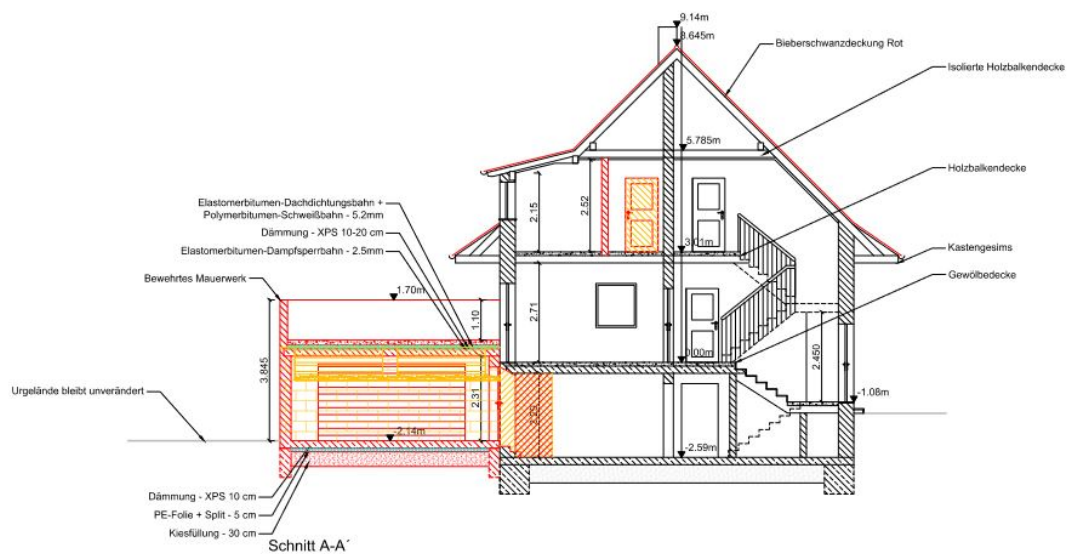 9.14m
8.645m
Bieberschwanzdeckung Rot
Isolierte Holzbalkendecke
5.785m
Holzbalkendecke
Elastomerbitumen-Dachdichtungsbahn +
Polymerbitumen-Schweißbahn - 5.2mm
Dämmung - XPS 10-20 cm
Elastomerbitumen-Dampfsperrbahn - 2.5mm
2.15
2.52
3.01m
Kastengesims
Gewölbedecke
Bewehrtes Mauerwerk
1.70m
1.10
2.71
0.00m
3.845
2.31
2.450
Urgelände bleibt unverändert
-1.08m
-2.14m
-2.59m
Dämmung - XPS 10 cm
PE-Folie + Split - 5 cm
Kiesfüllung - 30 cm
Schnitt A-A´